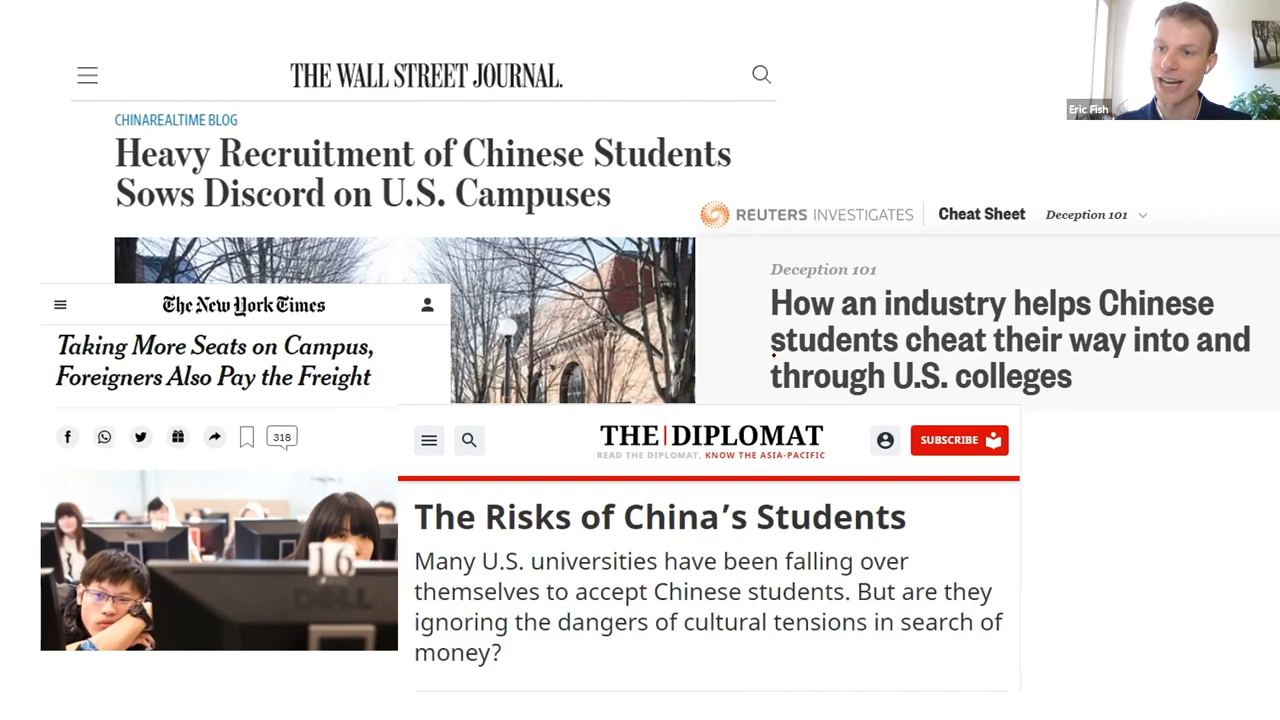 Eric Fish
THE WALL STREET JOURNAL.
CHINAREALTIME BLOG
Heavy Recruitment of Chinese Students
Sows Discord on U.S. Campuses
REUTERS INVESTIGATES
Cheat Sheet
Deception 101
Deception 101
How an industry helps Chinese
students cheat their way into and
through U.S. colleges
The New York Times
Taking More Seats on Campus,
Foreigners Also Pay the Freight
318
16
DELL
THE|DIPLOMAT
READ THE DIPLOMAT, KNOW THE ASIA-PACIFIC
SUBSCRIBE
The Risks of China's Students
Many U.S. universities have been falling over
themselves to accept Chinese students. But are they
ignoring the dangers of cultural tensions in search of
money?